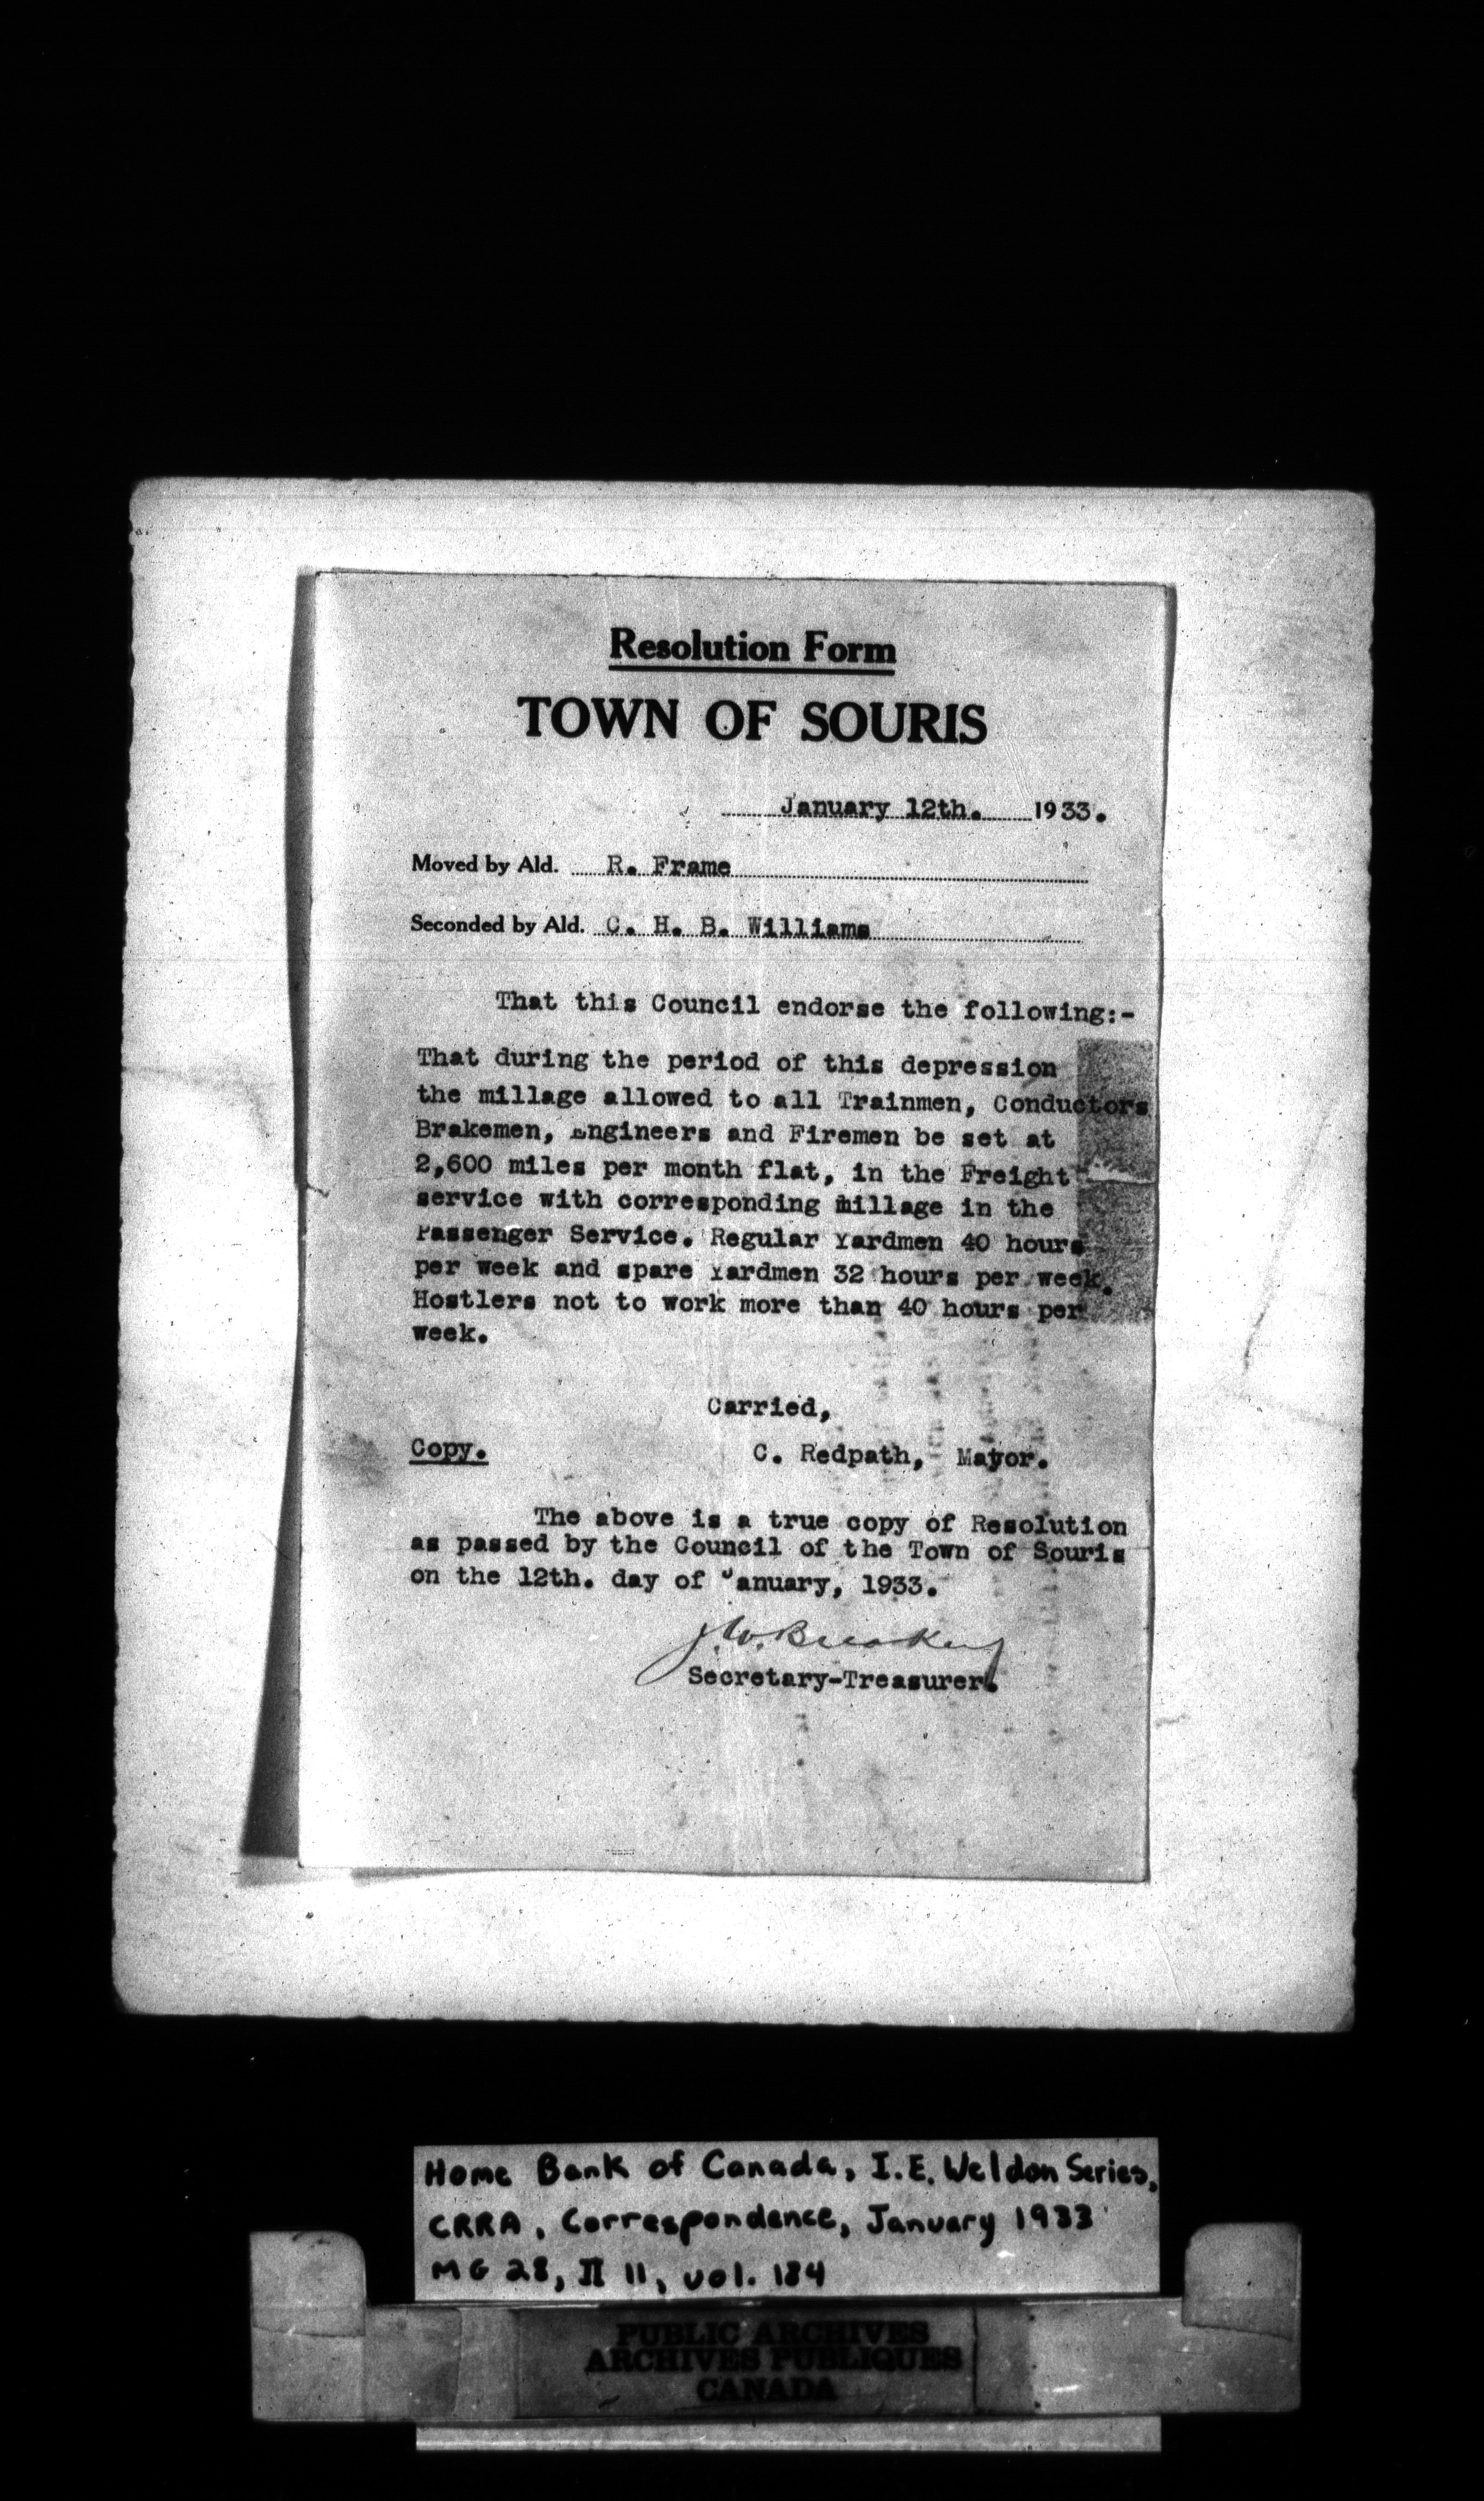 Resolution Form
TOWN OF SOURIS
January 12th. 1933.
Moved by Ald. R. Frame
Seconded by Ald. C. H. B. Williams
That this Council endorse the following:-
That during the period of this depression
the millage allowed to all Trainmen, Conductors
Brakemen, Engineers and Firemen be set at
2,600 miles per month flat, in the Freight
service with corresponding millage in the
Passenger Service. Regular Yardmen 40 hours
per week and spare Yardmen 32 hours per week.
Hostlers not to work more than 40 hours per
week.
Carried,
Copy. C. Redpath, Mayor.
The above is a true copy of Resolution
as passed by the Council of the Town of Souris
on the 12th. day of January, 1933.
J. W. Breakey
Secretary-Treasurer.
Home Bank of Canada, I.E. Weldon Series,
CRRA, Correspondence, January 1933
MG 28, II 11, vol. 184
PUBLIC ARCHIVES
ARCHIVES PUBLIQUES
CANADA